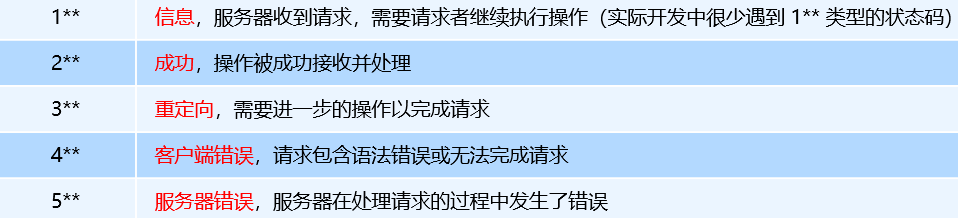 1** 信息，服务器收到请求，需要请求者继续执行操作（实际开发中很少遇到 1** 类型的状态码）
2** 成功，操作被成功接收并处理
3** 重定向，需要进一步的操作以完成请求
4** 客户端错误，请求包含语法错误或无法完成请求
5** 服务器错误，服务器在处理请求的过程中发生了错误